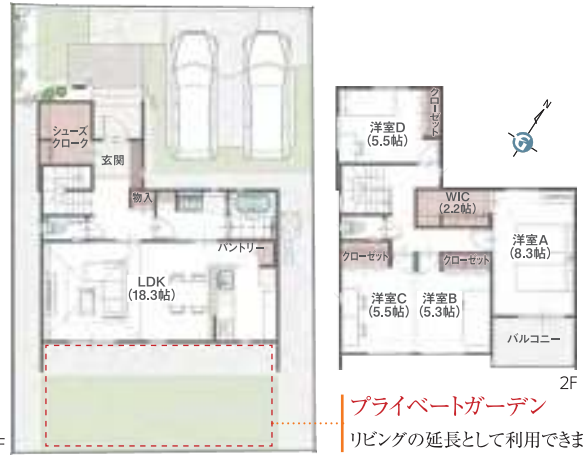 シューズ
クローク
玄関
物入
パントリー
LDK
(18.3帖)
クローゼット
洋室D
(5.5帖)
N
WIC
(2.2帖)
洋室A
(8.3帖)
クローゼット
クローゼット
洋室C
(5.5帖)
洋室B
(5.3帖)
バルコニー
2F
プライベートガーデン
リビングの延長として利用できま